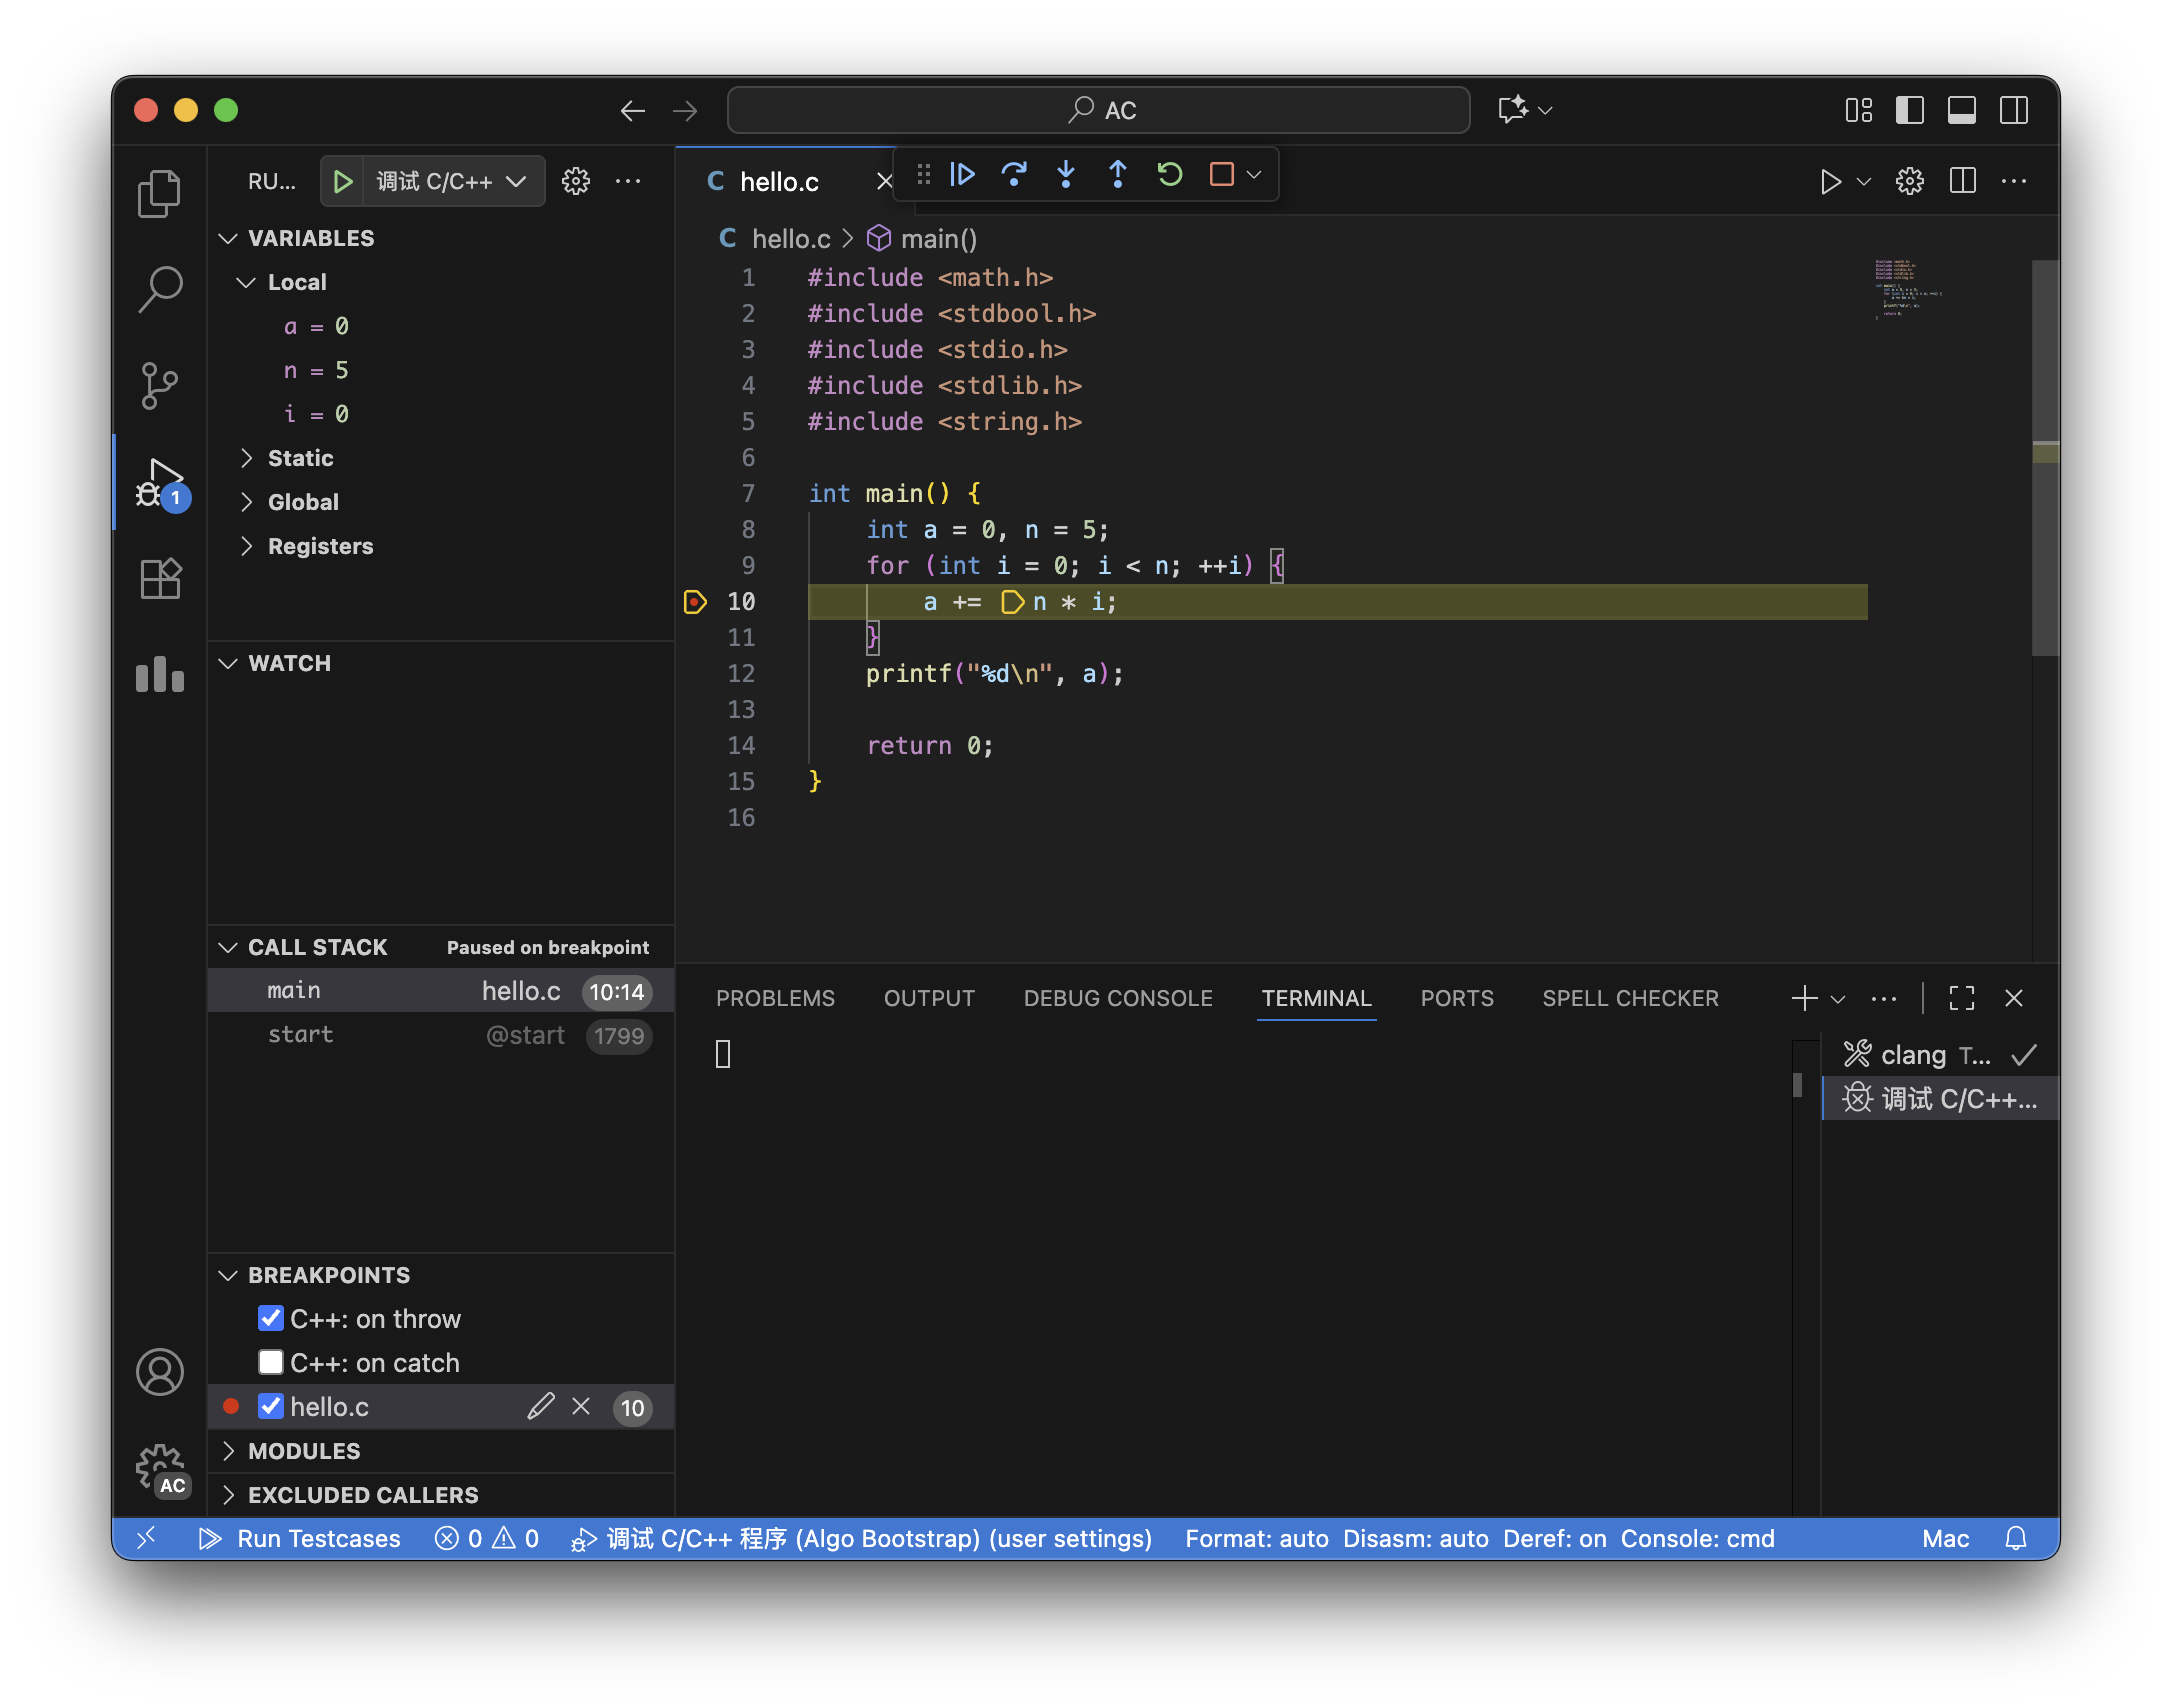 AC
RU...
调试 C/C++
VARIABLES
Local
a = 0
n = 5
i = 0
Static
Global
Registers
WATCH
CALL STACK Paused on breakpoint
main hello.c 10:14
start @start 1799
BREAKPOINTS
C++: on throw
C++: on catch
hello.c 10
MODULES
EXCLUDED CALLERS
1
AC
hello.c
hello.c > main()
1 #include <math.h>
2 #include <stdbool.h>
3 #include <stdio.h>
4 #include <stdlib.h>
5 #include <string.h>
6
7 int main() {
8 int a = 0, n = 5;
9 for (int i = 0; i < n; ++i) {
10 a += n * i;
11 }
12 printf("%d\n", a);
13
14 return 0;
15 }
16
PROBLEMS OUTPUT DEBUG CONSOLE TERMINAL PORTS SPELL CHECKER
clang T...
调试 C/C++...
Run Testcases 0 0 调试 C/C++ 程序 (Algo Bootstrap) (user settings) Format: auto Disasm: auto Deref: on Console: cmd Mac